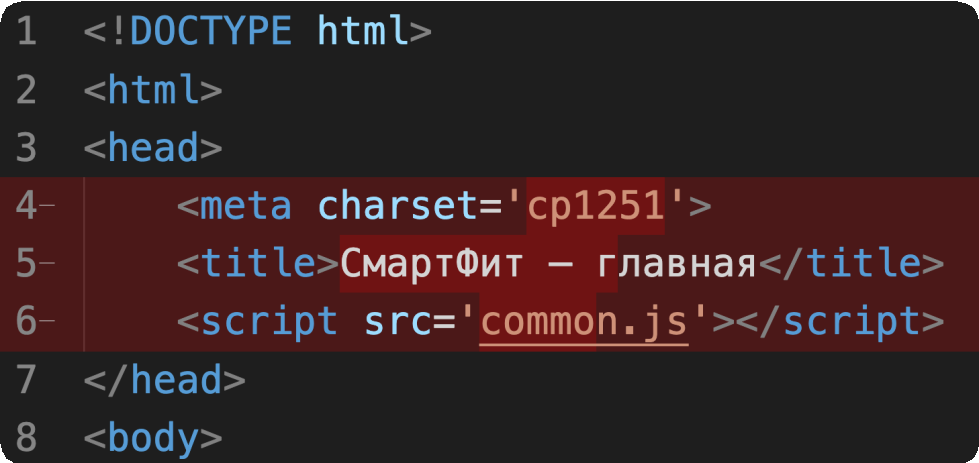 1 <!DOCTYPE html>
2 <html>
3 <head>
4− <meta charset='cp1251'>
5− <title>СмартФит — главная</title>
6− <script src='common.js'></script>
7 </head>
8 <body>